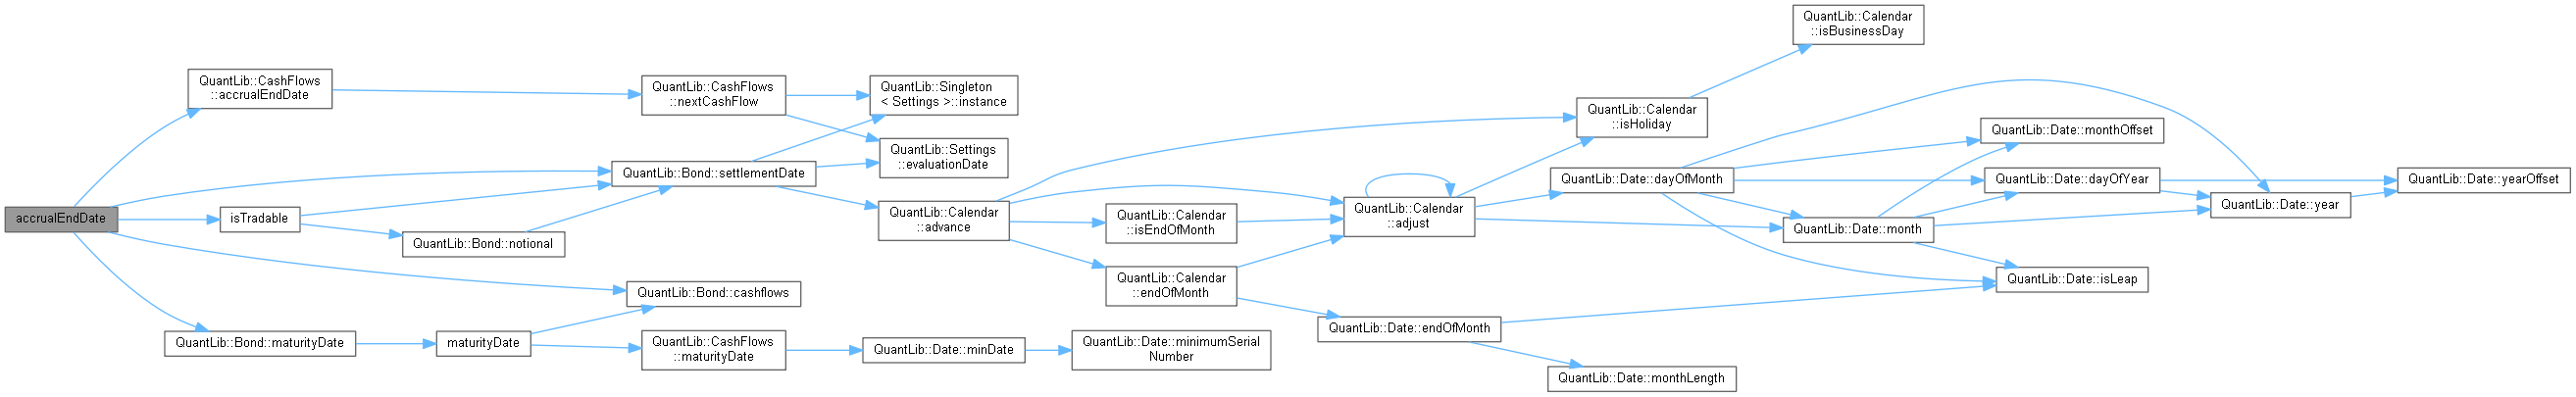 accrualEndDate
QuantLib::CashFlows
::accrualEndDate
isTradable
QuantLib::Bond::maturityDate
QuantLib::Bond::notional
maturityDate
QuantLib::CashFlows
::nextCashFlow
QuantLib::Bond::settlementDate
QuantLib::Bond::cashflows
QuantLib::CashFlows
::maturityDate
QuantLib::Singleton
< Settings >::instance
QuantLib::Settings
::evaluationDate
QuantLib::Calendar
::advance
QuantLib::Date::minDate
QuantLib::Calendar
::isEndOfMonth
QuantLib::Calendar
::endOfMonth
QuantLib::Date::minimumSerial
Number
QuantLib::Calendar
::adjust
QuantLib::Date::endOfMonth
QuantLib::Calendar
::isHoliday
QuantLib::Date::dayOfMonth
QuantLib::Date::monthLength
QuantLib::Calendar
::isBusinessDay
QuantLib::Date::month
QuantLib::Date::monthOffset
QuantLib::Date::dayOfYear
QuantLib::Date::isLeap
QuantLib::Date::year
QuantLib::Date::yearOffset